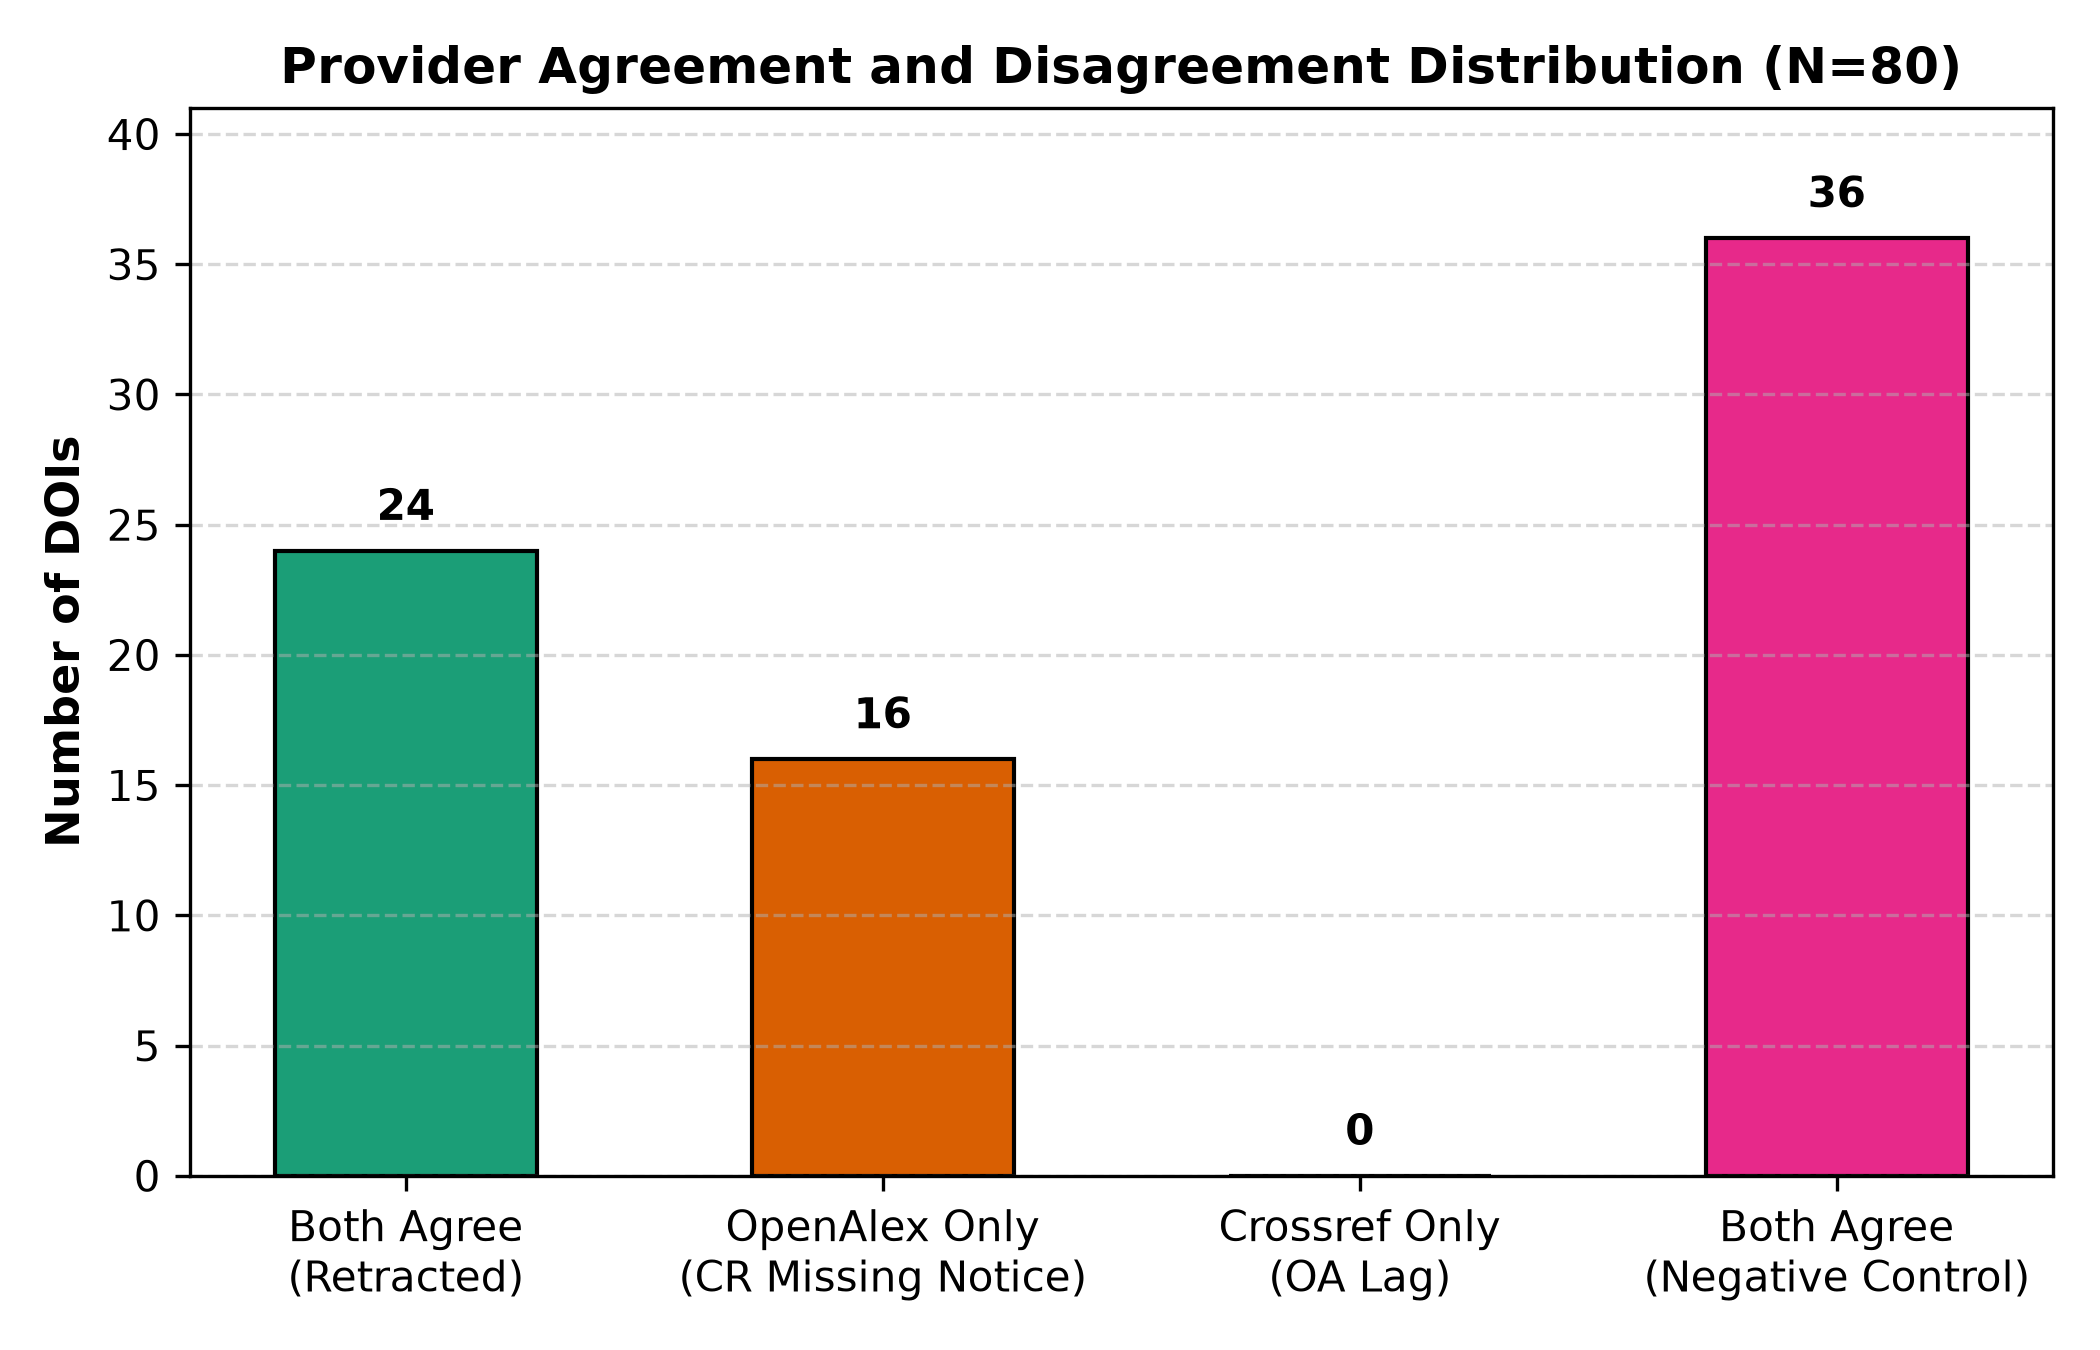 Provider Agreement and Disagreement Distribution (N=80)
Number of DOIs
40
35
30
25
20
15
10
5
0
24
16
0
36
Both Agree
(Retracted)
OpenAlex Only
(CR Missing Notice)
Crossref Only
(OA Lag)
Both Agree
(Negative Control)